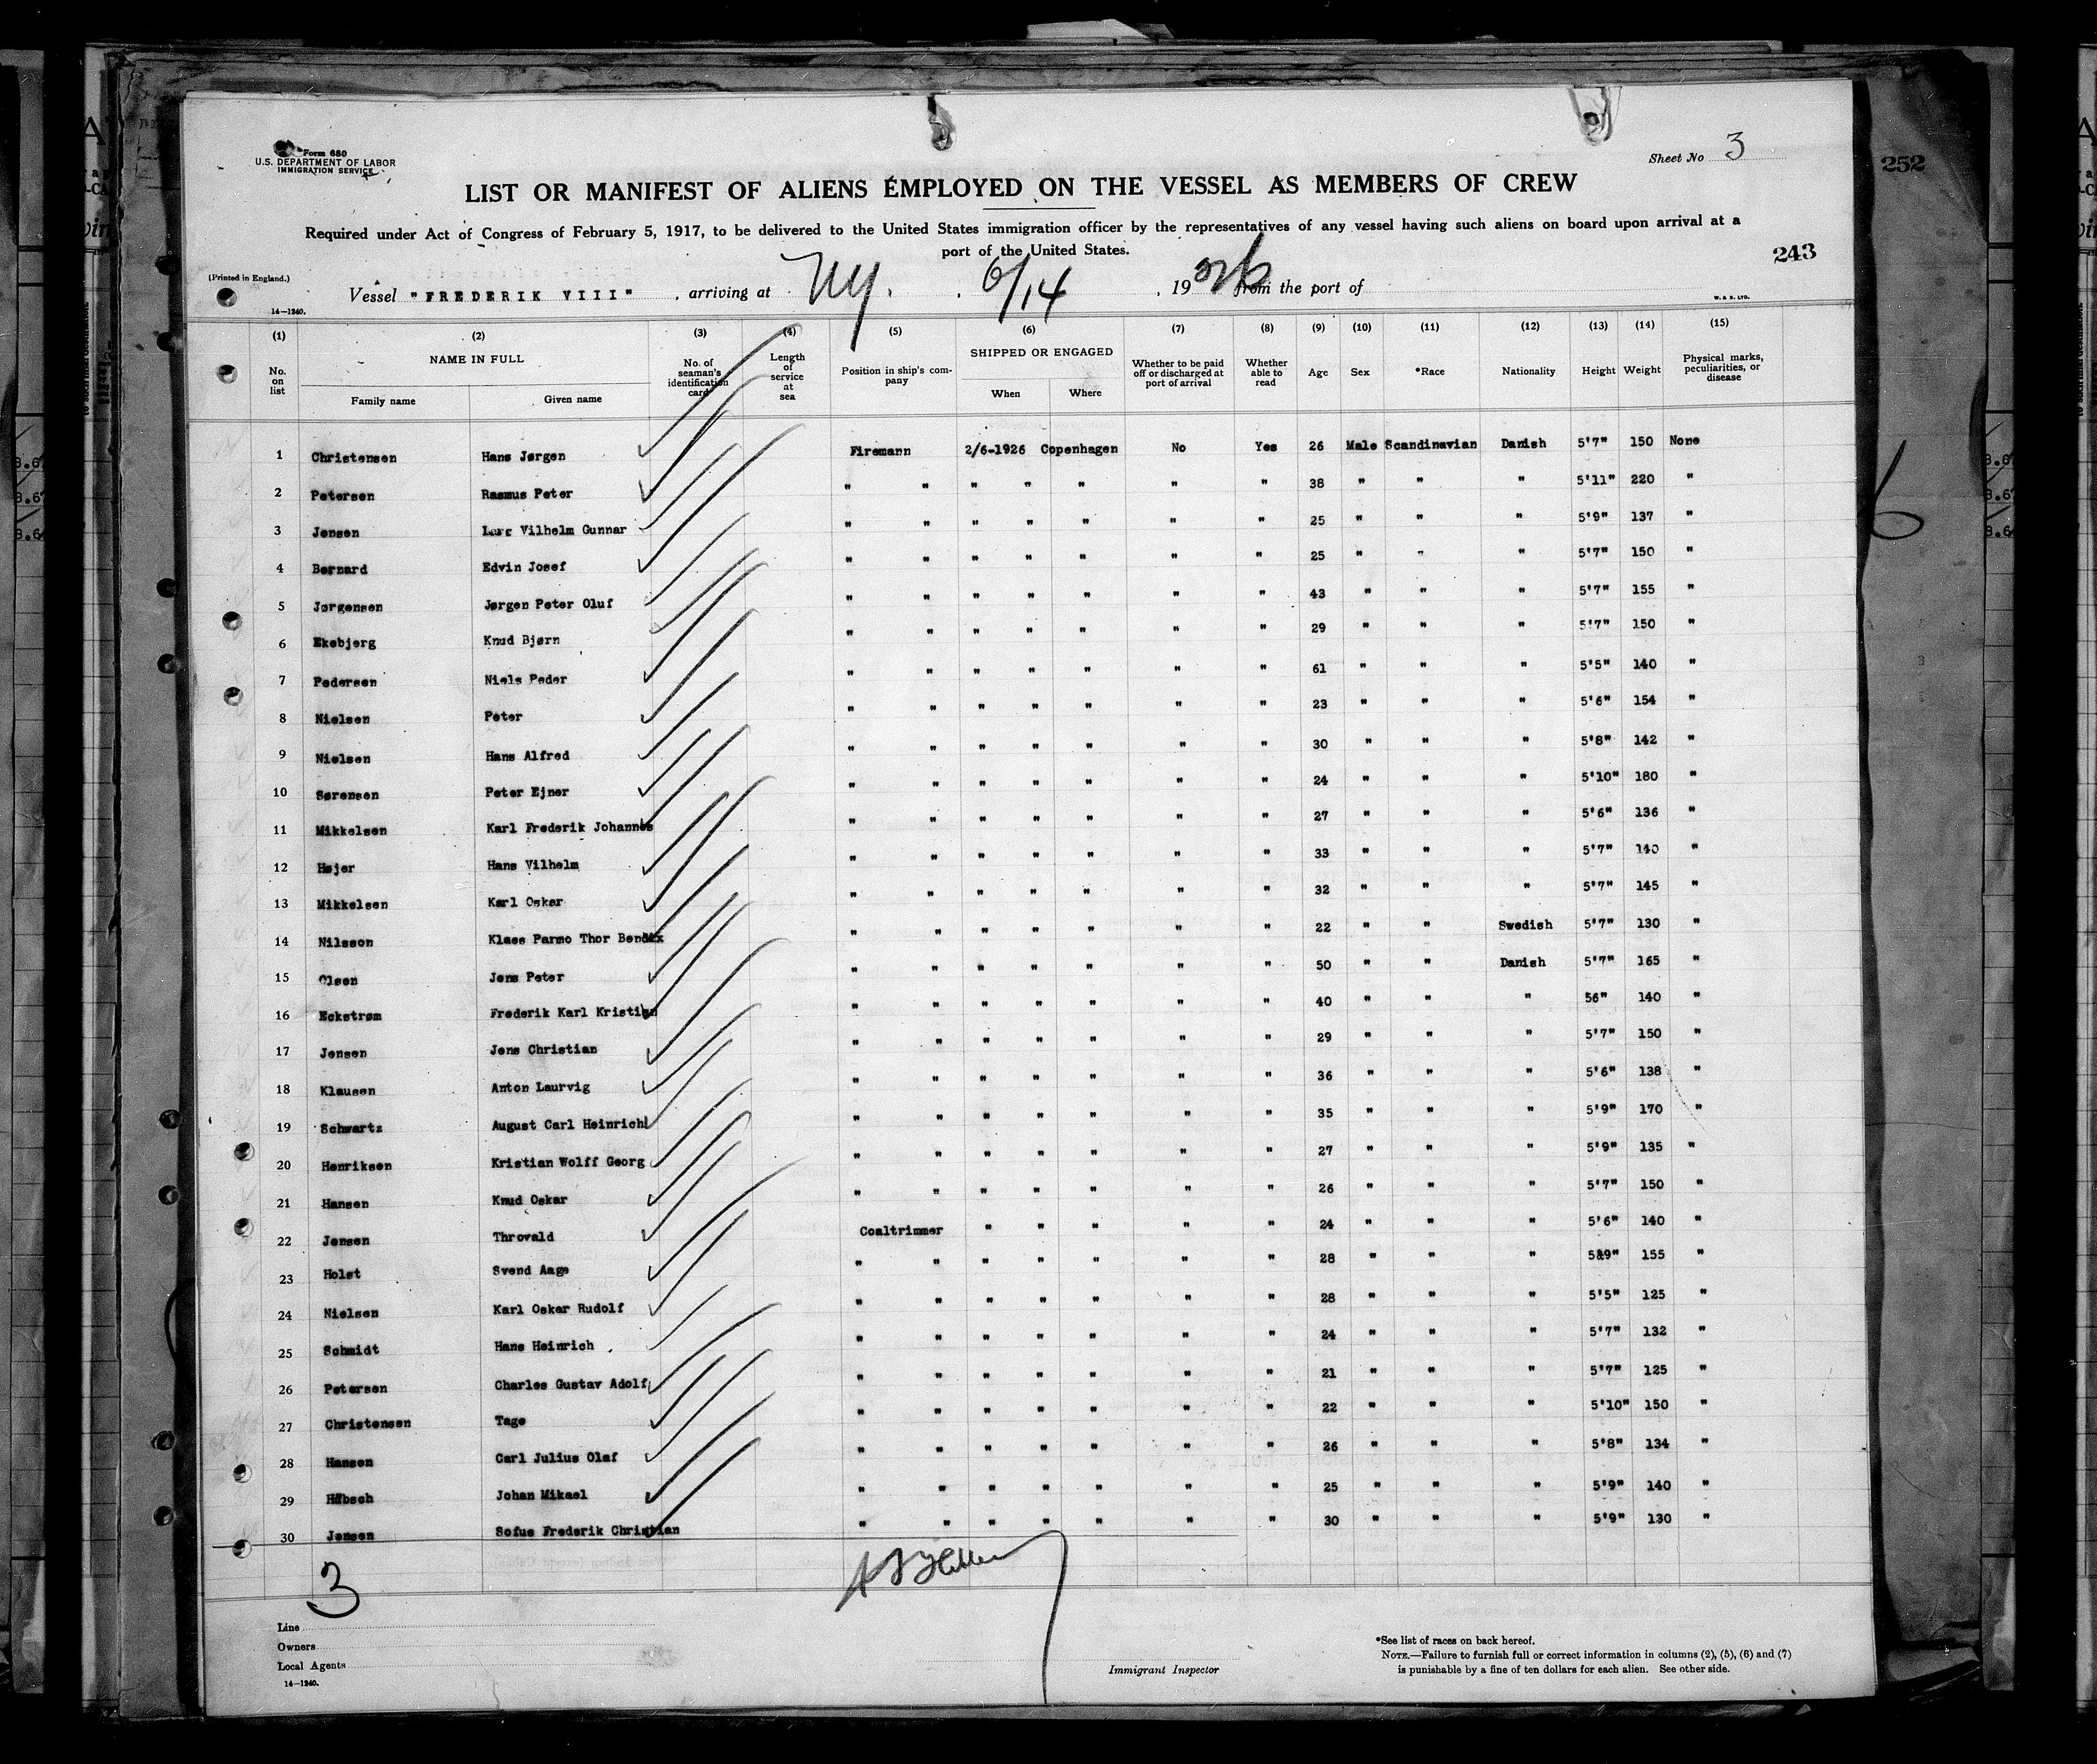 Form 680
U.S. DEPARTMENT OF LABOR
IMMIGRATION SERVICE
Sheet No 3
252
LIST OR MANIFEST OF ALIENS EMPLOYED ON THE VESSEL AS MEMBERS OF CREW
Required under Act of Congress of February 5, 1917, to be delivered to the United States immigration officer by the representatives of any vessel having such aliens on board upon arrival at a
port of the United States.
243
(Printed in England.)
Vessel "FREDERIK VIII", arriving at NY., 6/14, 1926 from the port of
14—1240.
W. & S. LTD.
(1) (2) (3) (4) (5) (6) (7) (8) (9) (10) (11) (12) (13) (14) (15)
No. on list NAME IN FULL Family name Given name No. of seaman's identification card Length of service at sea Position in ship's company SHIPPED OR ENGAGED When Where Whether to be paid off or discharged at port of arrival Whether able to read Age Sex *Race Nationality Height Weight Physical marks, peculiarities, or disease
1 Christensen Hans Jørgen Firemann 2/6-1926 Copenhagen No Yes 26 Male Scandinavian Danish 5'7" 150 None
2 Petersen Rasmus Peter " " " " " " " 38 " " " 5'11" 220 "
3 Jensen Vilhelm Gunnar " " " " " " " 25 " " " 5'9" 137 "
4 Bernard Edvin Josef " " " " " " " 25 " " " 5'7" 150 "
5 Jørgensen Jørgen Peter Oluf " " " " " " " 43 " " " 5'7" 155 "
6 Ekebjerg Knud Bjørn " " " " " " " 29 " " " 5'7" 150 "
7 Pedersen Niels Peder " " " " " " " 61 " " " 5'5" 140 "
8 Nielsen Peter " " " " " " " 23 " " " 5'6" 154 "
9 Nielsen Hans Alfred " " " " " " " 30 " " " 5'8" 142 "
10 Sørensen Peter Ejner " " " " " " " 24 " " " 5'10" 180 "
11 Mikkelsen Karl Frederik Johannes " " " " " " " 27 " " " 5'6" 136 "
12 Højer Hans Vilhelm " " " " " " " 33 " " " 5'7" 140 "
13 Mikkelsen Karl Oskar " " " " " " " 32 " " " 5'7" 145 "
14 Nilsson Klaes Parmo Thor Bendix " " " " " " " 22 " " Swedish 5'7" 130 "
15 Olsen Jens Peter " " " " " " " 50 " " Danish 5'7" 165 "
16 Eckstrøm Frederik Karl Kristian " " " " " " " 40 " " " 56" 140 "
17 Jensen Jens Christian " " " " " " " 29 " " " 5'7" 150 "
18 Klausen Anton Laurvig " " " " " " " 36 " " " 5'6" 138 "
19 Schwartz August Carl Heinrich " " " " " " " 35 " " " 5'9" 170 "
20 Henriksen Kristian Wolff Georg " " " " " " " 27 " " " 5'9" 135 "
21 Hansen Knud Oskar " " " " " " " 26 " " " 5'7" 150 "
22 Jensen Throvald Coaltrimmer " " " " " 24 " " " 5'6" 140 "
23 Holst Svend Aage " " " " " " " 28 " " " 5&9" 155 "
24 Nielsen Karl Oskar Rudolf " " " " " " " 28 " " " 5'5" 125 "
25 Schmidt Hans Heinrich " " " " " " " 24 " " " 5'7" 132 "
26 Petersen Charles Gustav Adolf " " " " " " " 21 " " " 5'7" 125 "
27 Christensen Tage " " " " " " " 22 " " " 5'10" 150 "
28 Hansen Carl Julius Olaf " " " " " " " 26 " " " 5'8" 134 "
29 Hübsch Johan Mikael " " " " " " " 25 " " " 5'9" 140 "
30 Jensen Sofus Frederik Christian " " " " " " " 30 " " " 5'9" 130 "
3
Line
Owners
Local Agents
14—1240.
Immigrant Inspector
*See list of races on back hereof.
NOTE.—Failure to furnish full or correct information in columns (2), (5), (6) and (7)
is punishable by a fine of ten dollars for each alien. See other side.